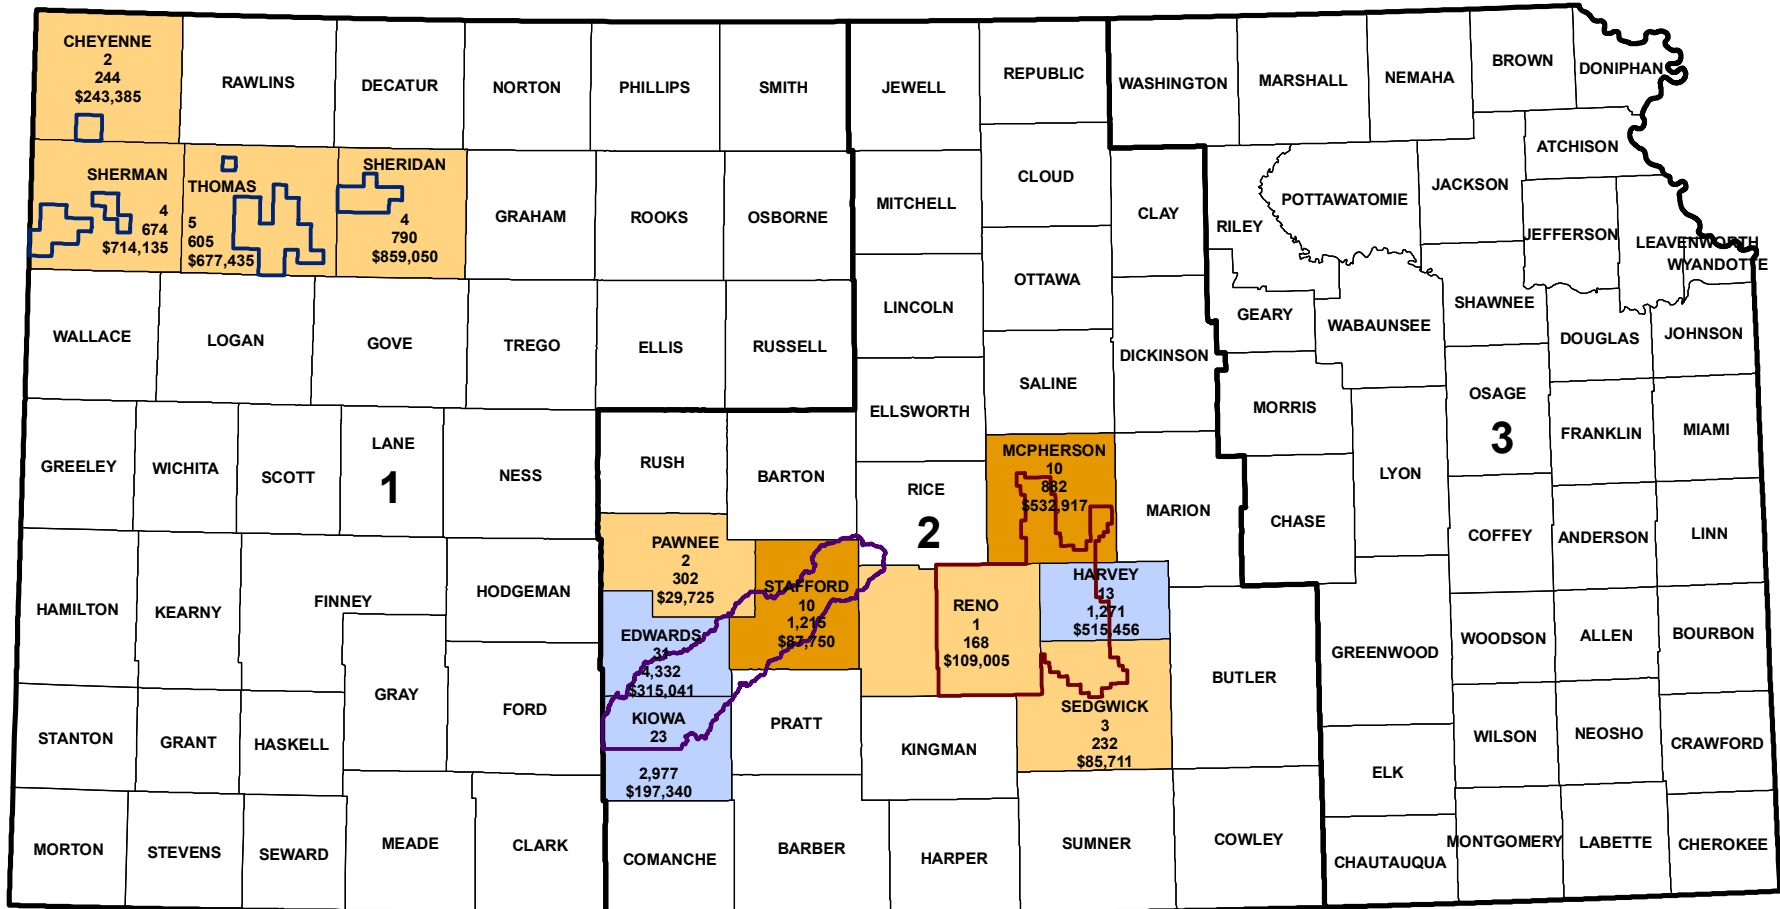 CHEYENNE
2
244
$243,385
RAWLINS
DECATUR
NORTON
PHILLIPS
SMITH
JEWELL
REPUBLIC
WASHINGTON
MARSHALL
NEMAHA
BROWN
DONIPHAN
SHERMAN
4
674
$714,135
THOMAS
5
605
$677,435
SHERIDAN
4
790
$859,050
GRAHAM
ROOKS
OSBORNE
MITCHELL
CLOUD
CLAY
RILEY
POTTAWATOMIE
JACKSON
ATCHISON
JEFFERSON
LEAVENWORTH
WYANDOTTE
WALLACE
LOGAN
GOVE
TREGO
ELLIS
RUSSELL
LINCOLN
OTTAWA
DICKINSON
GEARY
WABAUNSEE
SHAWNEE
DOUGLAS
JOHNSON
SALINE
ELLSWORTH
MORRIS
OSAGE
3
FRANKLIN
MIAMI
GREELEY
WICHITA
SCOTT
LANE
1
NESS
RUSH
BARTON
RICE
2
MCPHERSON
10
882
$532,917
MARION
CHASE
LYON
COFFEY
ANDERSON
LINN
HAMILTON
KEARNY
FINNEY
HODGEMAN
PAWNEE
2
302
$29,725
STAFFORD
10
1,215
$87,750
EDWARDS
31
4,332
$315,041
RENO
1
168
$109,005
HARVEY
13
1,271
$515,456
GREENWOOD
WOODSON
ALLEN
BOURBON
GRAY
FORD
KIOWA
23
2,977
$197,340
PRATT
KINGMAN
SEDGWICK
3
232
$85,711
BUTLER
STANTON
GRANT
HASKELL
ELK
WILSON
NEOSHO
CRAWFORD
MORTON
STEVENS
SEWARD
MEADE
CLARK
COMANCHE
BARBER
HARPER
SUMNER
COWLEY
CHAUTAUQUA
MONTGOMERY
LABETTE
CHEROKEE